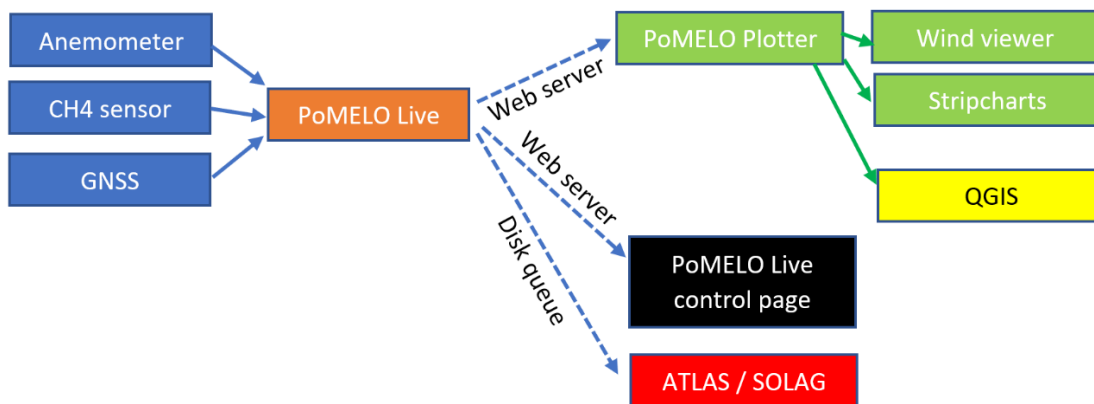 Anemometer
CH4 sensor
GNSS
PoMELO Live
Web server
Web server
Disk queue
PoMELO Plotter
Wind viewer
Stripcharts
QGIS
PoMELO Live
control page
ATLAS / SOLAG